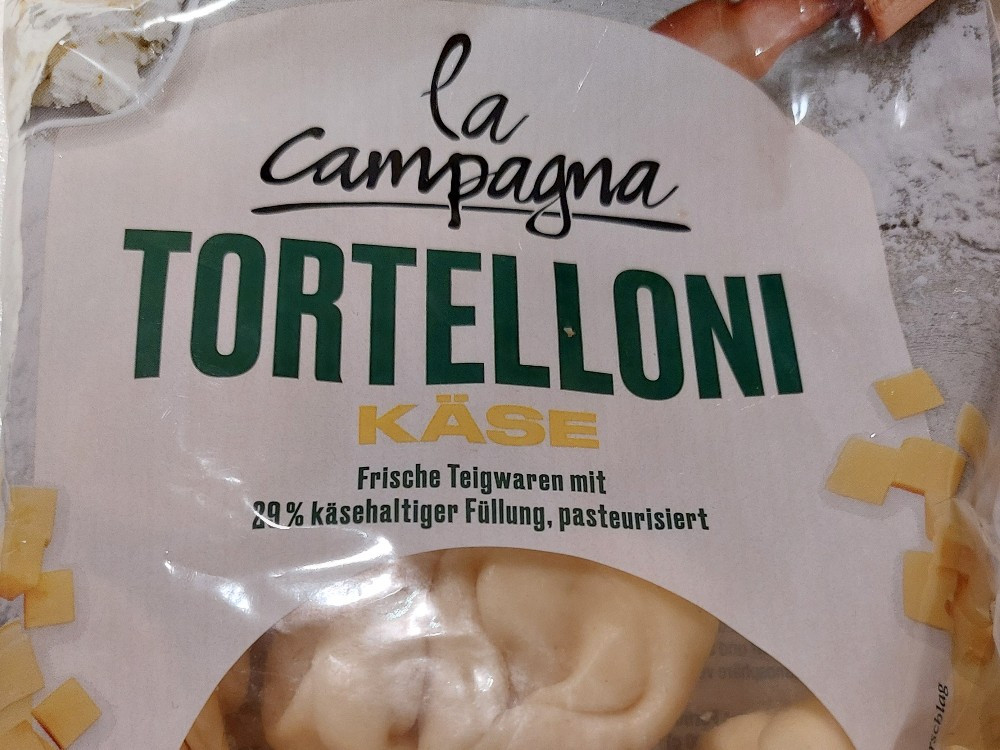 la
campagna
TORTELLONI
KÄSE
Frische Teigwaren mit
29 % käsehaltiger Füllung, pasteurisiert